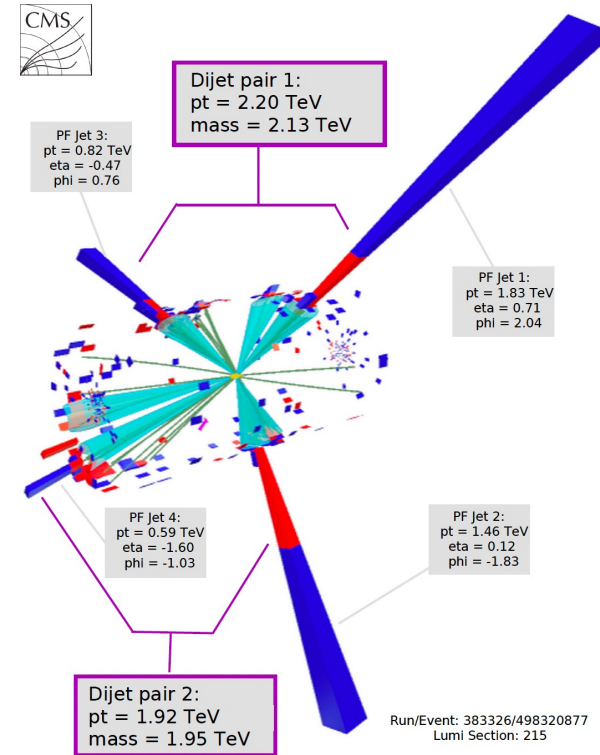 CMS
Dijet pair 1:
pt = 2.20 TeV
mass = 2.13 TeV
PF Jet 3:
pt = 0.82 TeV
eta = -0.47
phi = 0.76
PF Jet 1:
pt = 1.83 TeV
eta = 0.71
phi = 2.04
PF Jet 4:
pt = 0.59 TeV
eta = -1.60
phi = -1.03
PF Jet 2:
pt = 1.46 TeV
eta = 0.12
phi = -1.83
Dijet pair 2:
pt = 1.92 TeV
mass = 1.95 TeV
Run/Event: 383326/498320877
Lumi Section: 215